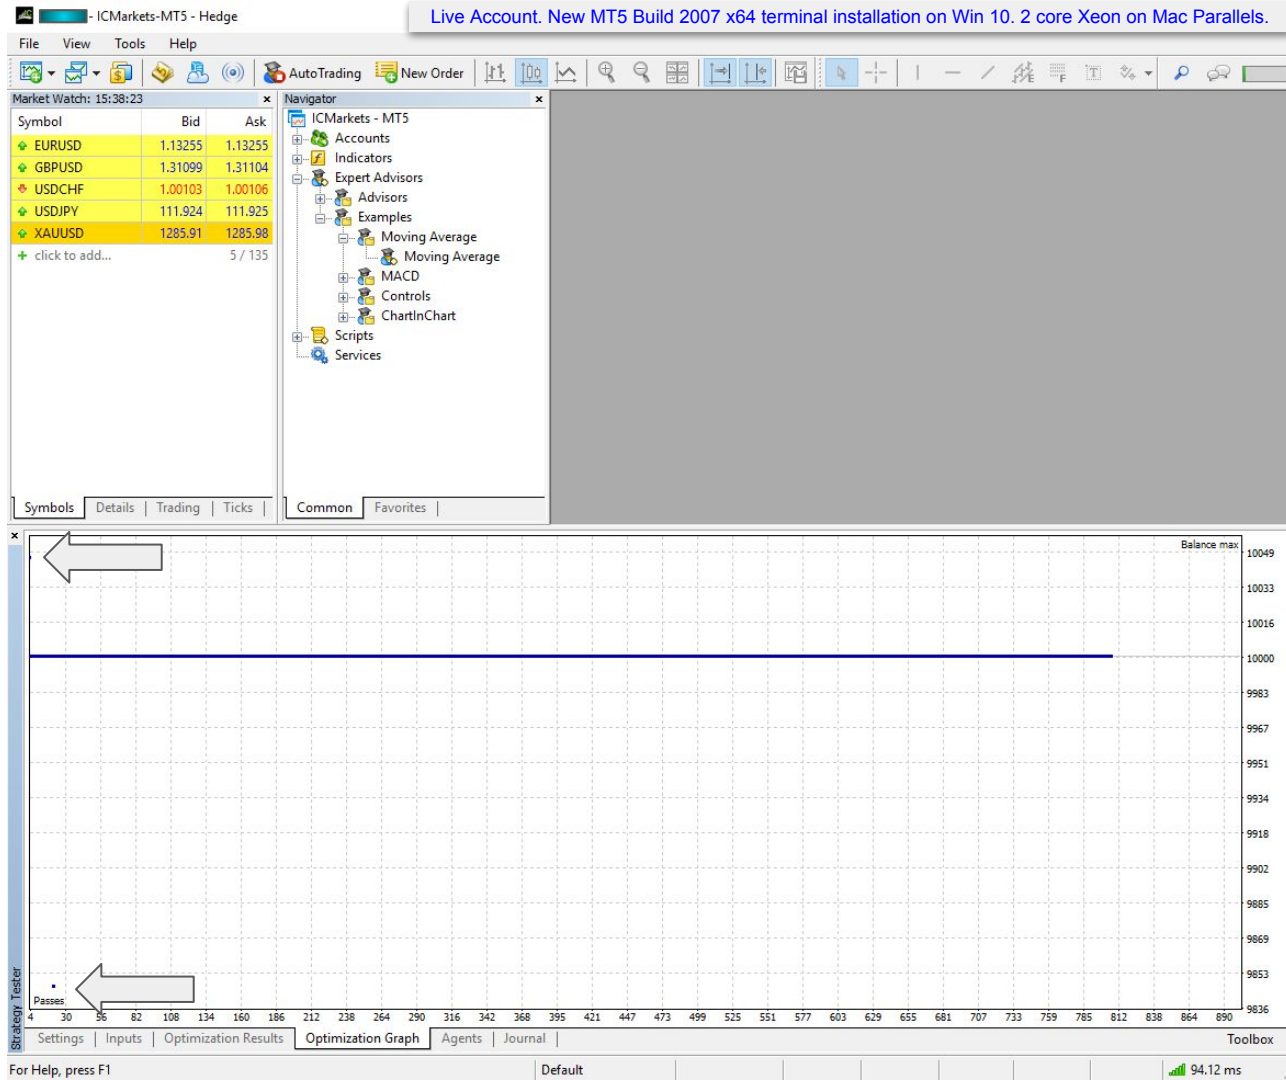 - ICMarkets-MT5 - Hedge
Live Account. New MT5 Build 2007 x64 terminal installation on Win 10. 2 core Xeon on Mac Parallels.
File View Tools Help
AutoTrading New Order
Market Watch: 15:38:23
Symbol Bid Ask
EURUSD 1.13255 1.13255
GBPUSD 1.31099 1.31104
USDCHF 1.00103 1.00106
USDJPY 111.924 111.925
XAUUSD 1285.91 1285.98
click to add... 5 / 135
Symbols Details Trading Ticks
Navigator
ICMarkets - MT5
Accounts
Indicators
Expert Advisors
Advisors
Examples
Moving Average
Moving Average
MACD
Controls
ChartInChart
Scripts
Services
Common Favorites
Balance max
10049
10033
10016
10000
9983
9967
9951
9934
9918
9902
9885
9869
9853
9836
Passes
4 30 56 82 108 134 160 186 212 238 264 290 316 342 368 395 421 447 473 499 525 551 577 603 629 655 681 707 733 759 785 812 838 864 890
Strategy Tester
Settings Inputs Optimization Results Optimization Graph Agents Journal
Toolbox
For Help, press F1 Default 94.12 ms